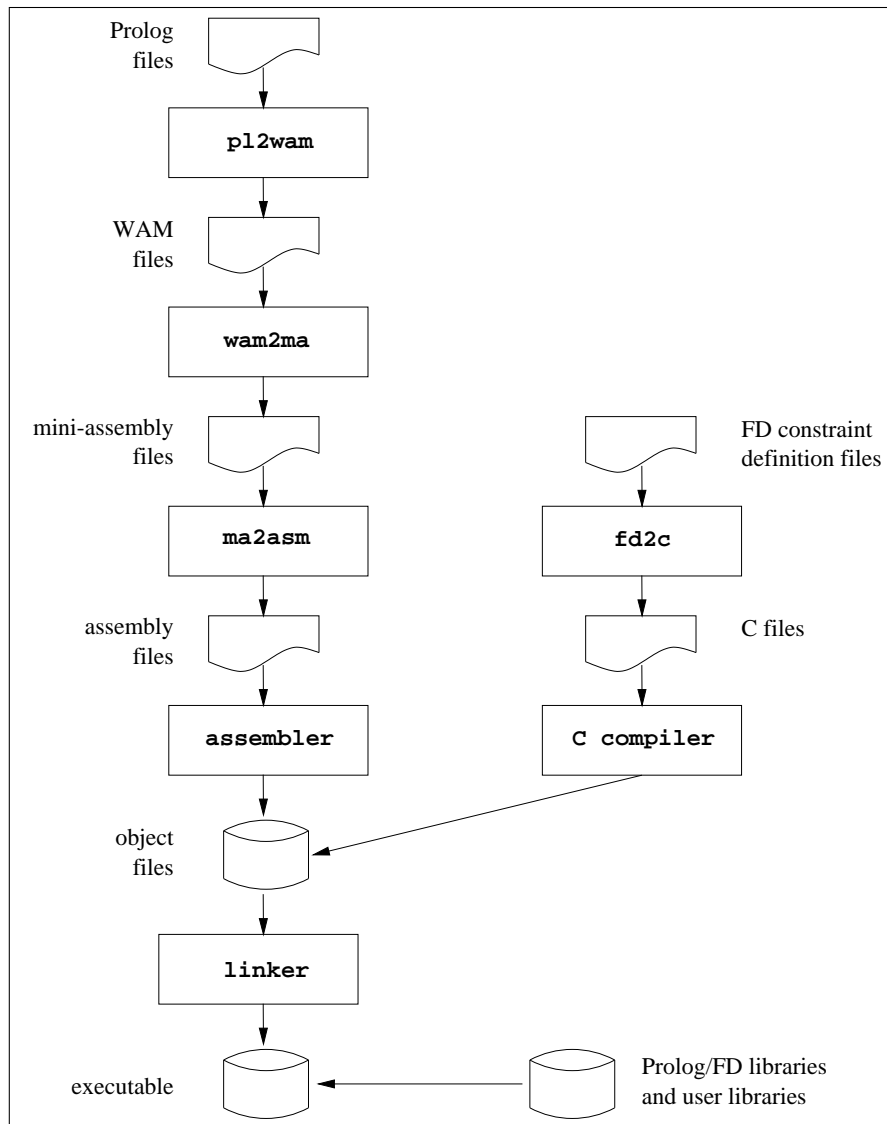 Prolog
files
pl2wam
WAM
files
wam2ma
mini-assembly
files
FD constraint
definition files
ma2asm
fd2c
assembly
files
C files
assembler
C compiler
object
files
linker
executable
Prolog/FD libraries
and user libraries